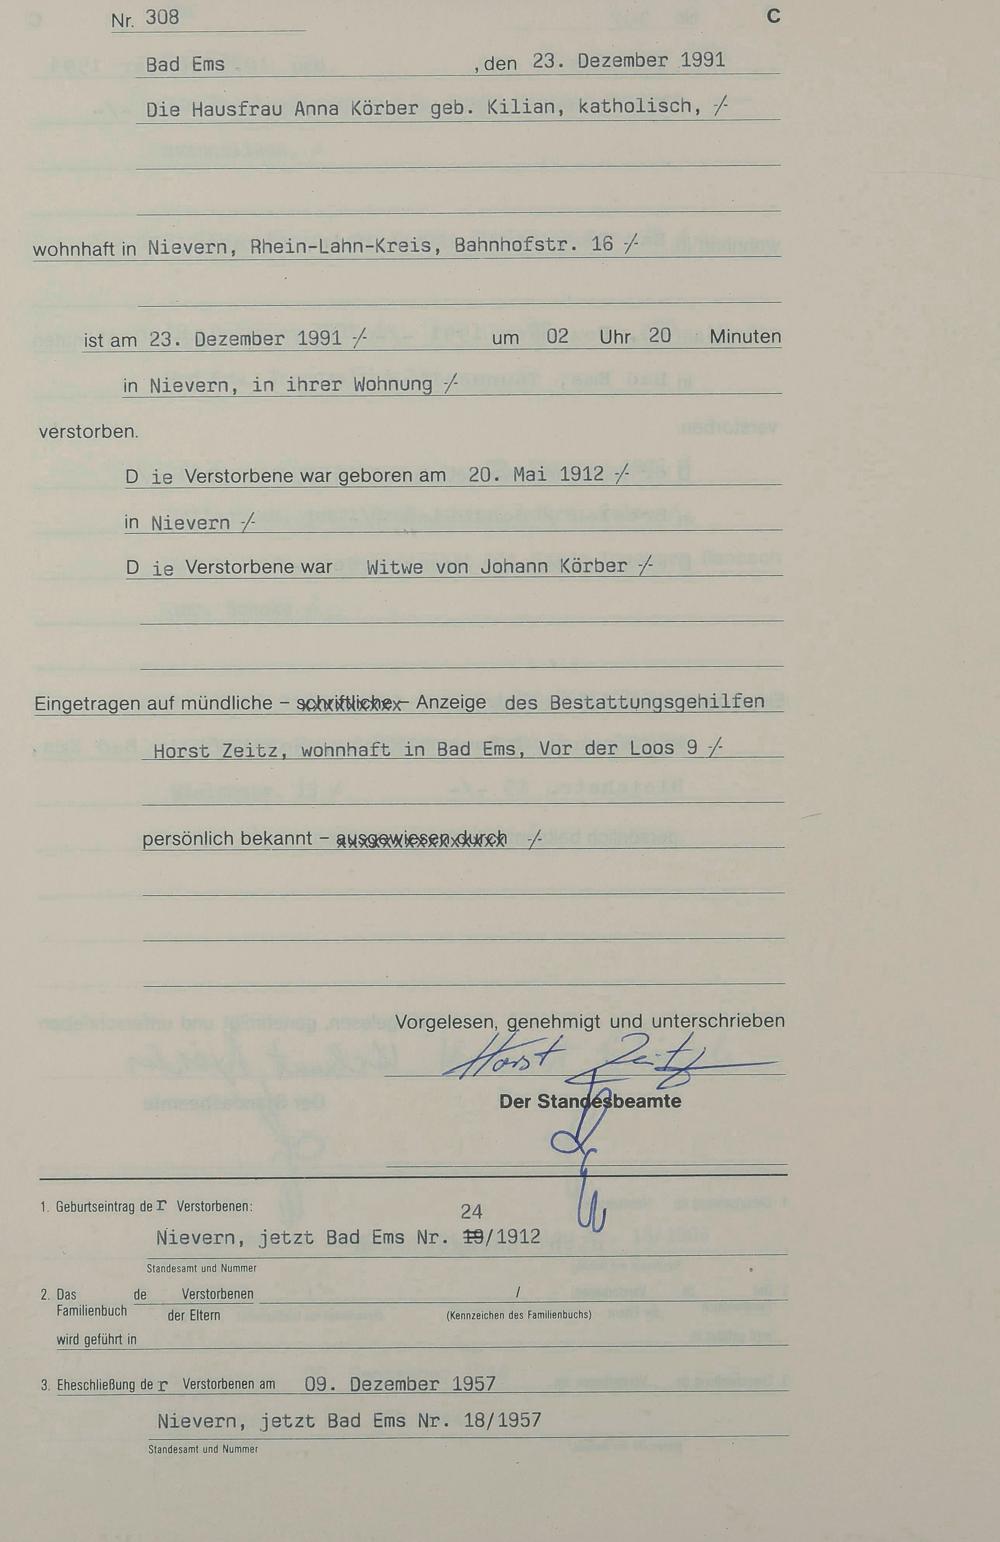 Nr. 308 C
Bad Ems , den 23. Dezember 1991
Die Hausfrau Anna Körber geb. Kilian, katholisch, -/-
wohnhaft in Nievern, Rhein-Lahn-Kreis, Bahnhofstr. 16 -/-
ist am 23. Dezember 1991 -/- um 02 Uhr 20 Minuten
in Nievern, in ihrer Wohnung -/-
verstorben.
D ie Verstorbene war geboren am 20. Mai 1912 -/-
in Nievern -/-
D ie Verstorbene war Witwe von Johann Körber -/-
Eingetragen auf mündliche – schriftliche – Anzeige des Bestattungsgehilfen
Horst Zeitz, wohnhaft in Bad Ems, Vor der Loos 9 -/-
persönlich bekannt – ausgewiesen durch -/-
Vorgelesen, genehmigt und unterschrieben
Horst Zeitz
Der Standesbeamte
1. Geburtseintrag de r Verstorbenen:
24
Nievern, jetzt Bad Ems Nr. 19/1912
Standesamt und Nummer
2. Das de Verstorbenen /
Familienbuch der Eltern (Kennzeichen des Familienbuchs)
wird geführt in
3. Eheschließung de r Verstorbenen am 09. Dezember 1957
Nievern, jetzt Bad Ems Nr. 18/1957
Standesamt und Nummer